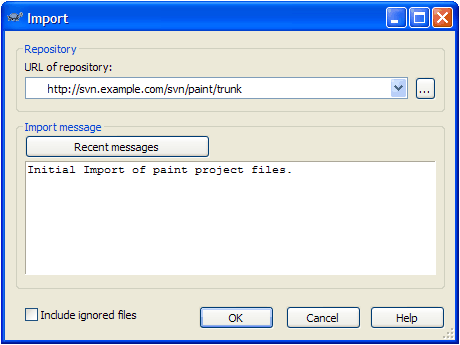 Import
Repository
URL of repository:
http://svn.example.com/svn/paint/trunk
...
Import message
Recent messages
Initial Import of paint project files.
Include ignored files
OK
Cancel
Help